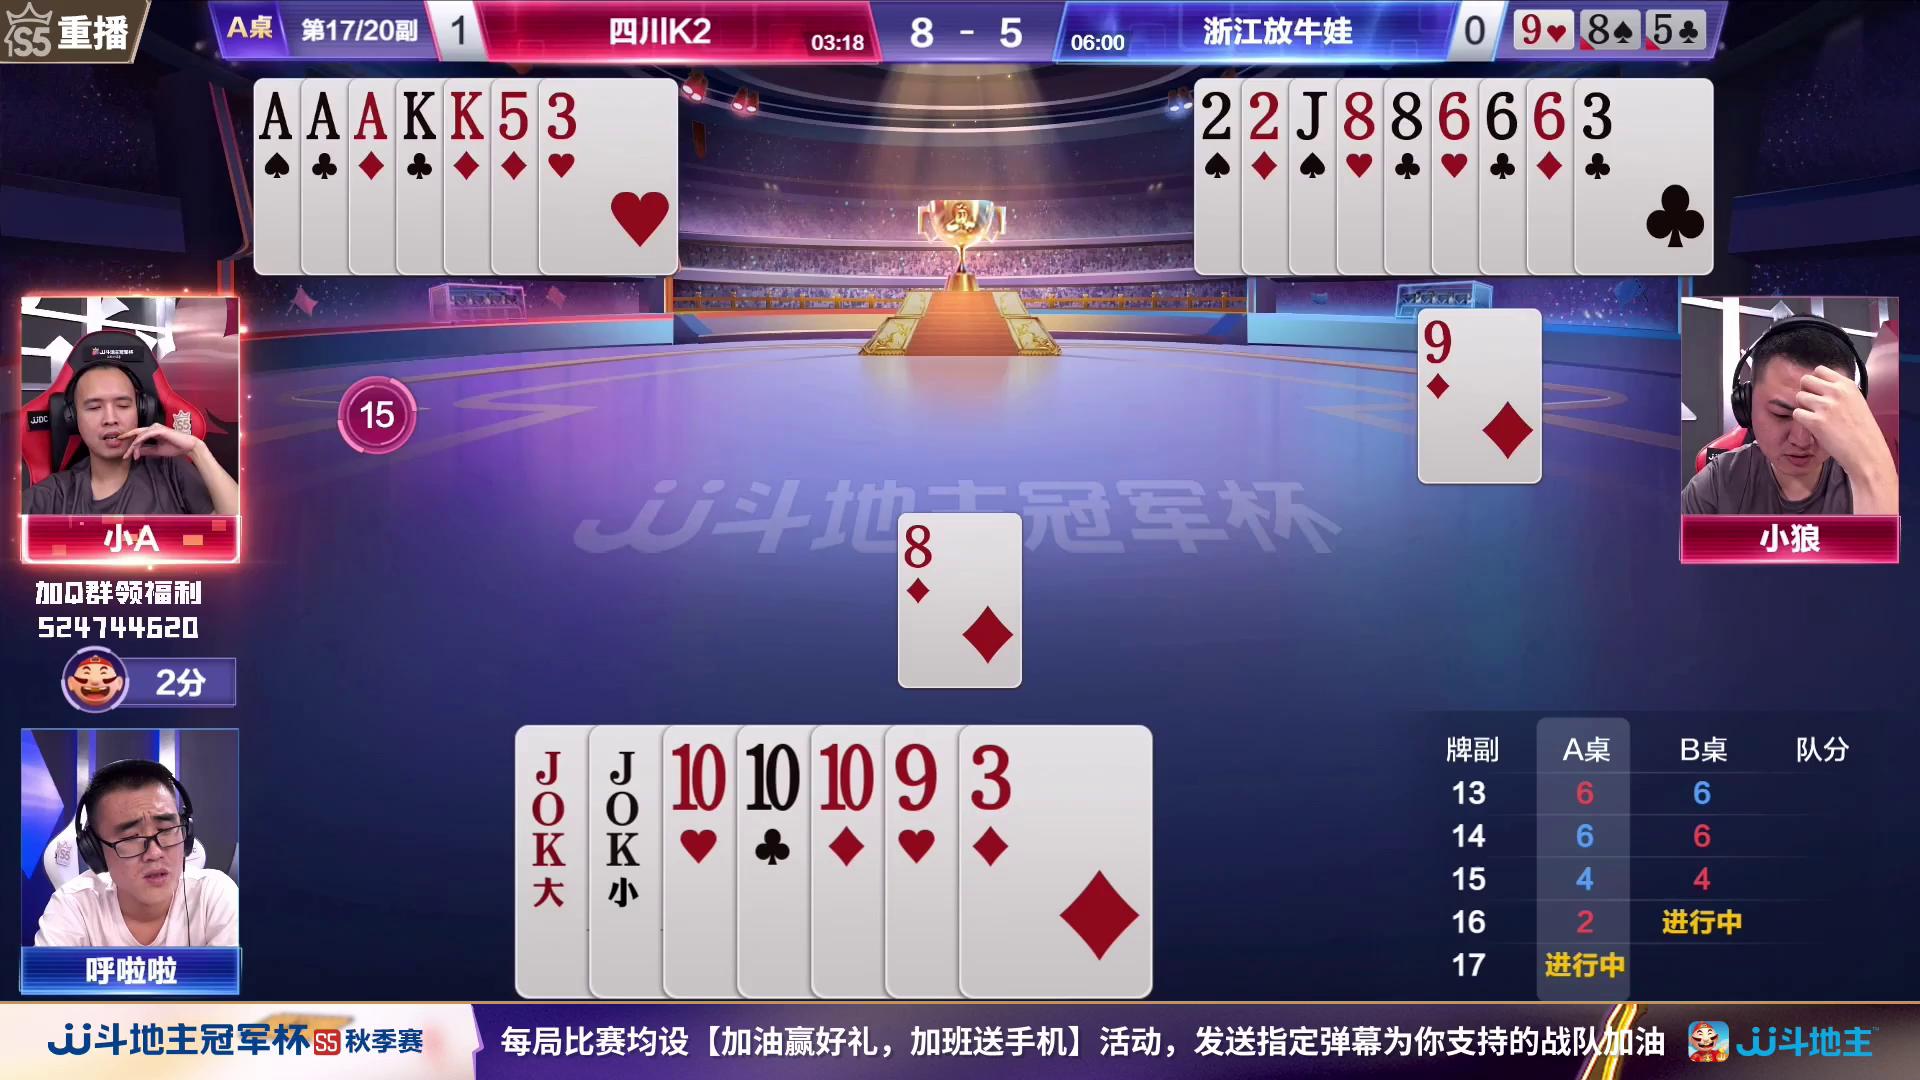 S5 重播
A桌 第17/20副 1 四川K2 03:18 8 - 5 06:00 浙江放牛娃 0 9♥ 8♠ 5♣
A♠ A♣ A♦ K♣ K♦ 5♦ 3♥
2♠ 2♦ J♠ 8♥ 8♣ 6♥ 6♣ 6♦ 3♣
9♦
15
JJ斗地主冠军杯
8♦
小A
小狼
加Q群领福利
524744620
2分
JOK大 JOK小 10♥ 10♣ 10♦ 9♥ 3♦
呼啦啦
牌副 A桌 B桌 队分
13 6 6
14 6 6
15 4 4
16 2 进行中
17 进行中
JJ斗地主冠军杯 S5 秋季赛
每局比赛均设【加油赢好礼，加班送手机】活动，发送指定弹幕为你支持的战队加油
JJ斗地主